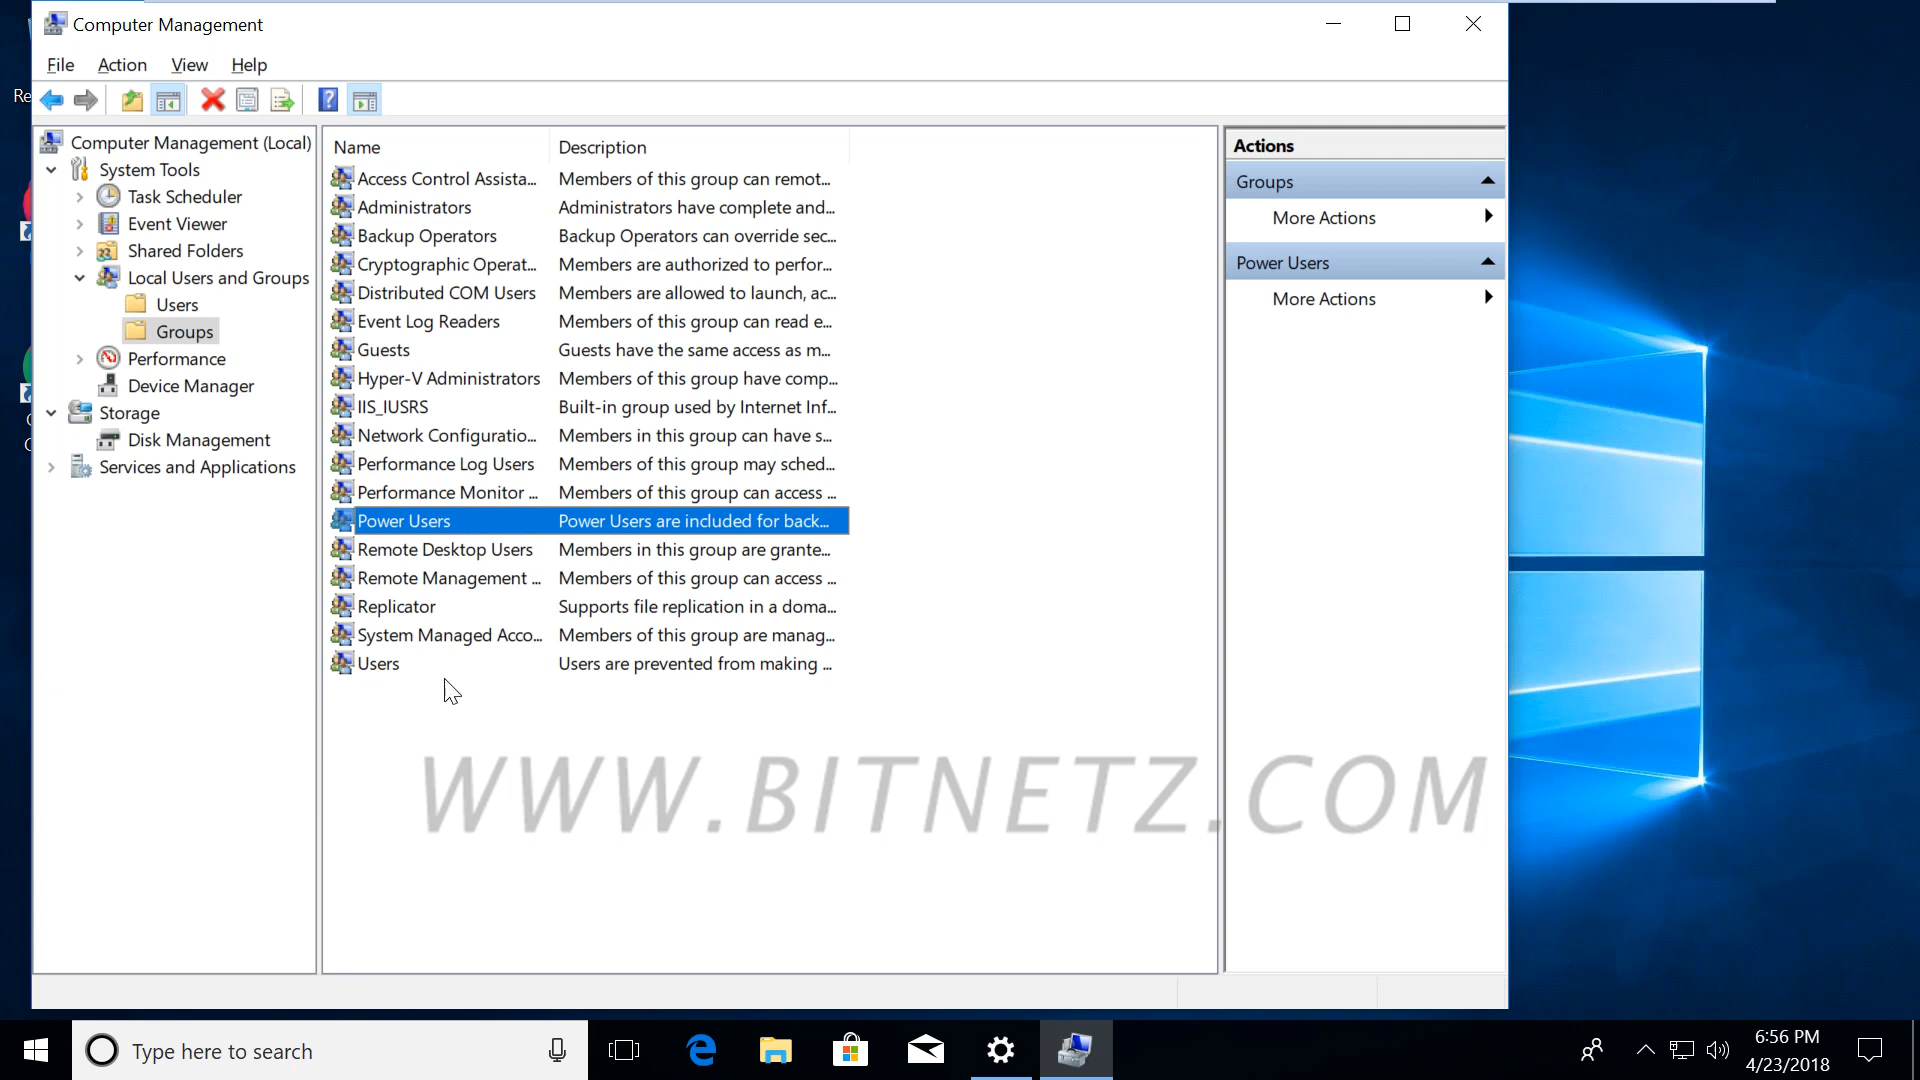 Computer Management
File Action View Help
Re
Computer Management (Local)
System Tools
Task Scheduler
Event Viewer
Shared Folders
Local Users and Groups
Users
Groups
Performance
Device Manager
Storage
Disk Management
Services and Applications
Name Description
Access Control Assista... Members of this group can remot...
Administrators Administrators have complete and...
Backup Operators Backup Operators can override sec...
Cryptographic Operat... Members are authorized to perfor...
Distributed COM Users Members are allowed to launch, ac...
Event Log Readers Members of this group can read e...
Guests Guests have the same access as m...
Hyper-V Administrators Members of this group have comp...
IIS_IUSRS Built-in group used by Internet Inf...
Network Configuratio... Members in this group can have s...
Performance Log Users Members of this group may sched...
Performance Monitor ... Members of this group can access ...
Power Users Power Users are included for back...
Remote Desktop Users Members in this group are grante...
Remote Management ... Members of this group can access ...
Replicator Supports file replication in a doma...
System Managed Acco... Members of this group are manag...
Users Users are prevented from making ...
Actions
Groups
More Actions
Power Users
More Actions
WWW.BITNETZ.COM
Type here to search
6:56 PM
4/23/2018